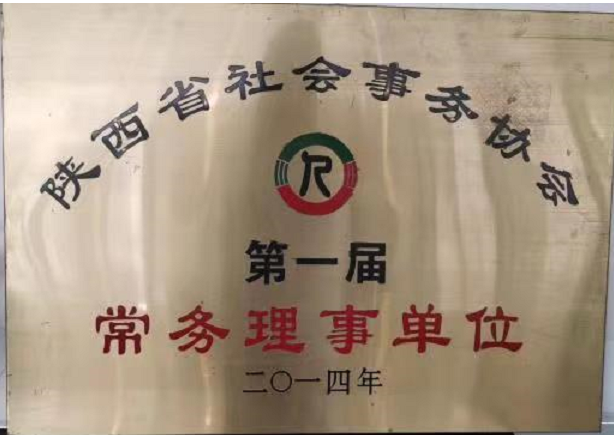 陕西省社会事务协会
第一届
常务理事单位
二〇一四年